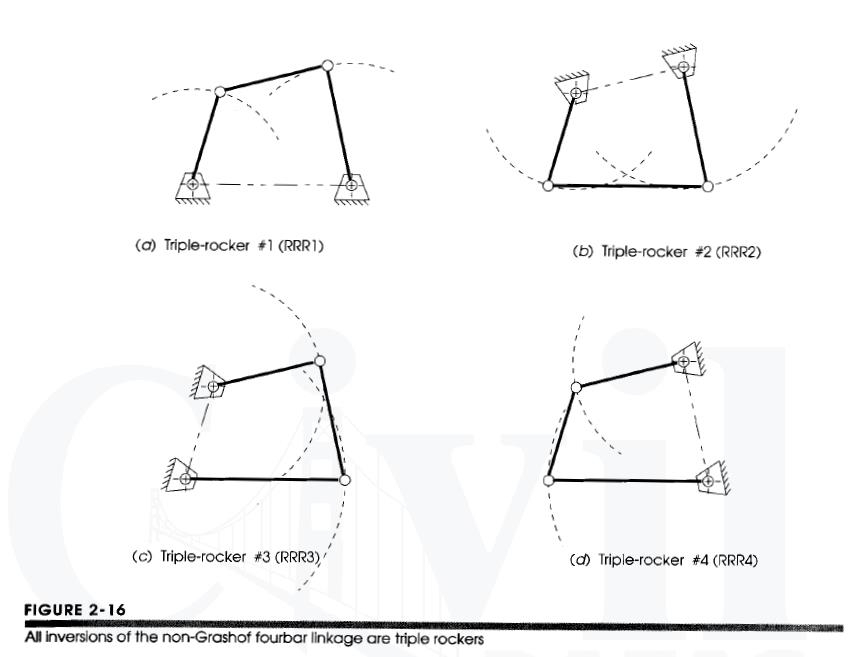 (a) Triple-rocker #1 (RRR1)
(b) Triple-rocker #2 (RRR2)
(c) Triple-rocker #3 (RRR3)
(d) Triple-rocker #4 (RRR4)
Civil
FIGURE 2-16
All inversions of the non-Grashof fourbar linkage are triple rockers